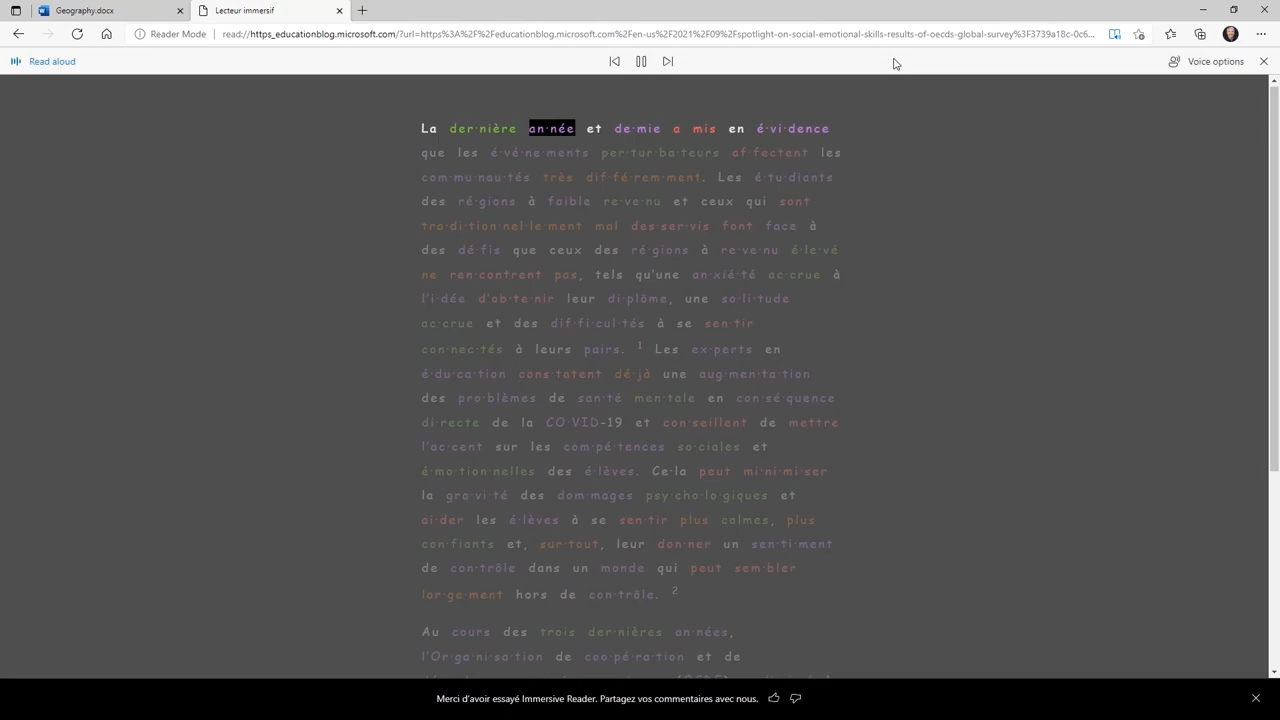 Geography.docx
Lecteur immersif
Reader Mode
read://https_educationblog.microsoft.com/?url=https%3A%2F%2Feducationblog.microsoft.com%2Fen-us%2F2021%2F09%2Fspotlight-on-social-emotional-skills-results-of-oecds-global-survey%3F3739a18c-0c6...
Read aloud
Voice options
La der·nière an·née et de·mie a mis en é·vi·dence
que les é·vé·ne·ments per·tur·ba·teurs af·fectent les
com·mu·nau·tés très dif·fé·rem·ment. Les é·tu·diants
des ré·gions à faible re·ve·nu et ceux qui sont
tra·di·tion·nel·le·ment mal des·ser·vis font face à
des dé·fis que ceux des ré·gions à re·ve·nu é·le·vé
ne ren·contrent pas, tels qu'une an·xié·té ac·crue à
l'i·dée d'ob·te·nir leur di·plôme, une so·li·tude
ac·crue et des dif·fi·cul·tés à se sen·tir
con·nec·tés à leurs pairs. 1 Les ex·perts en
é·du·ca·tion cons·tatent dé·jà une aug·men·ta·tion
des pro·blèmes de san·té men·tale en con·sé·quence
di·recte de la CO·VID-19 et con·seillent de mettre
l'ac·cent sur les com·pé·tences so·ciales et
é·mo·tion·nelles des é·lèves. Ce·la peut mi·ni·mi·ser
la gra·vi·té des dom·mages psy·cho·lo·giques et
ai·der les é·lèves à se sen·tir plus calmes, plus
con·fiants et, sur·tout, leur don·ner un sen·ti·ment
de con·trôle dans un monde qui peut sem·bler
lar·ge·ment hors de con·trôle. 2
Au cours des trois der·nières an·nées,
l'Or·ga·ni·sa·tion de coo·pé·ra·tion et de
Merci d'avoir essayé Immersive Reader. Partagez vos commentaires avec nous.